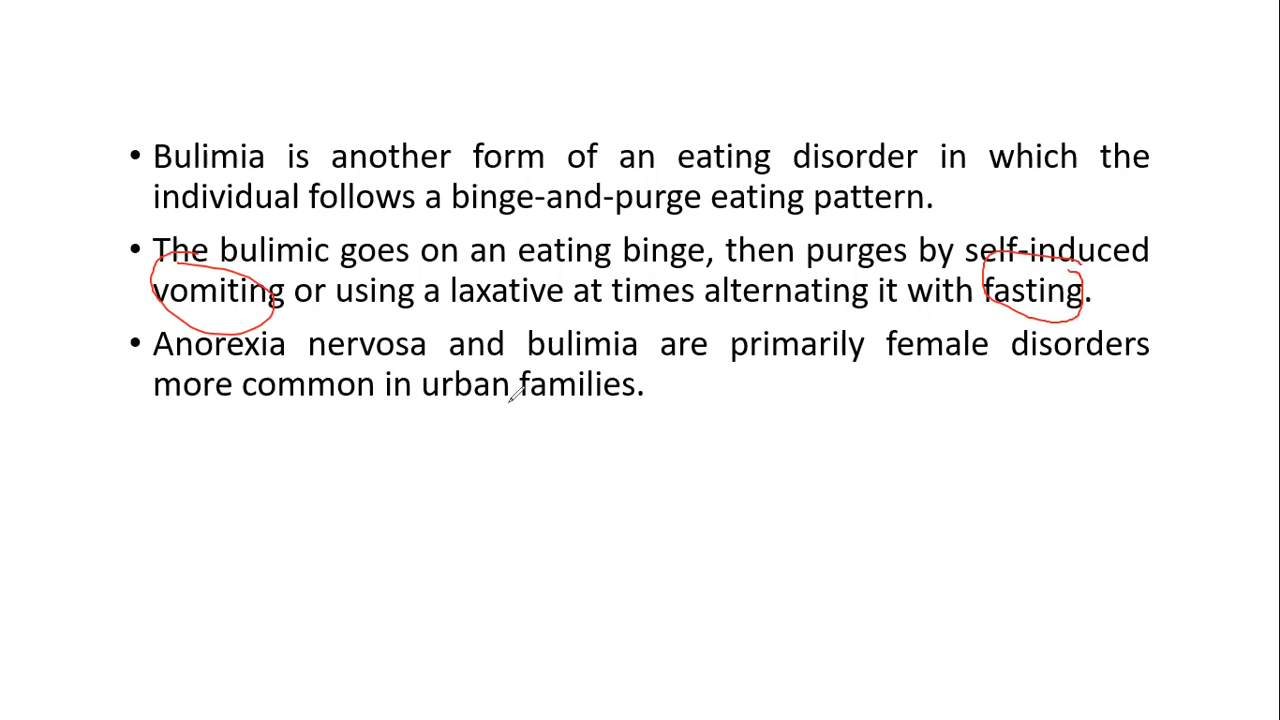 • Bulimia is another form of an eating disorder in which the
individual follows a binge-and-purge eating pattern.
• The bulimic goes on an eating binge, then purges by self-induced
vomiting or using a laxative at times alternating it with fasting.
• Anorexia nervosa and bulimia are primarily female disorders
more common in urban families.